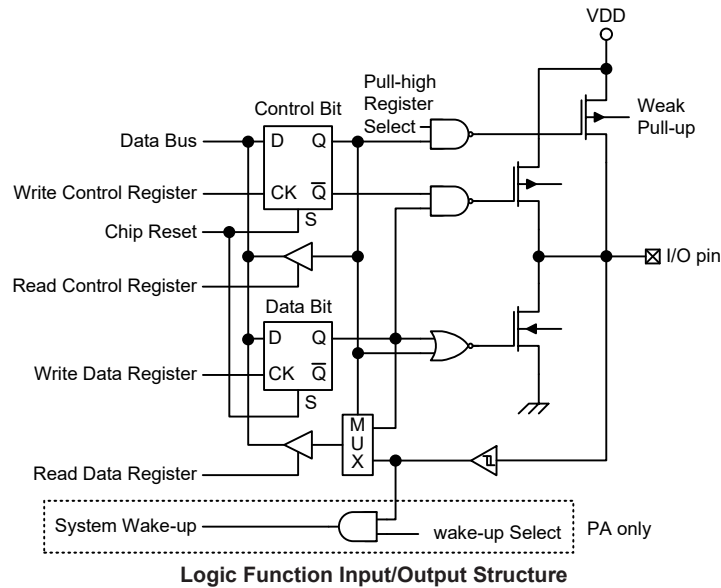 VDD
Pull-high
Register
Select
Weak
Pull-up
Control Bit
Data Bus
D
Q
Write Control Register
CK
Q
S
Chip Reset
I/O pin
Read Control Register
Data Bit
D
Q
Write Data Register
CK
Q
S
M
U
X
Read Data Register
System Wake-up
wake-up Select
PA only
Logic Function Input/Output Structure